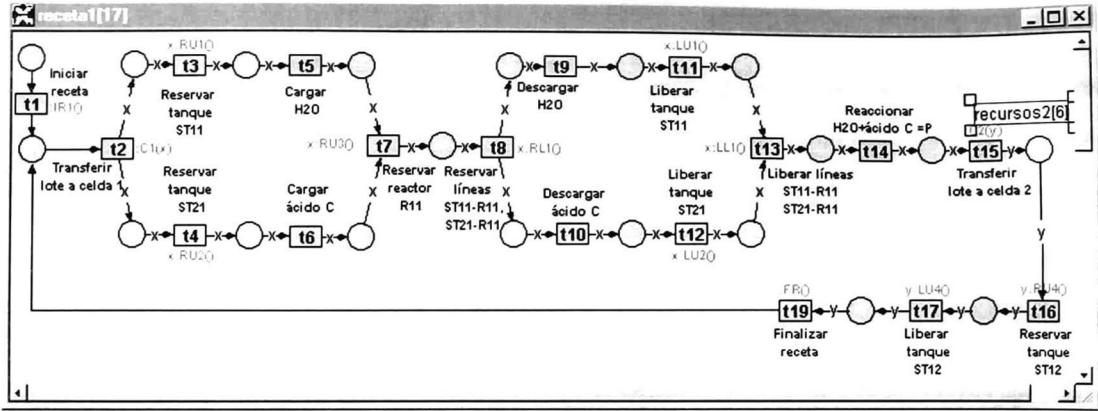 receta1[17]
Iniciar
receta
t1
:IR1()
x:RU1()
x t3 x t5 x
Reservar
tanque
ST11
Cargar
H2O
x
t2
:C1(x)
Transferir
lote a celda 1
x
Reservar
tanque
ST21
x t4 x t6 x
x:RU2()
Cargar
ácido C
x
x:RU3()
t7 x t8
x
Reservar
reactor
R11
Reservar
líneas
ST11-R11,
ST21-R11
x:RL1()
x
t9 x t11 x
x:LU1()
Descargar
H2O
Liberar
tanque
ST11
x
x
Descargar
ácido C
Liberar
tanque
ST21
t10 x t12 x
x:LU2()
x
x:LL1()
t13 x t14 x t15 y
Liberar líneas
ST11-R11
ST21-R11
Reaccionar
H2O+ácido C =P
recursos2[6]
2(y)
Transferir
lote a celda 2
y
:FR()
t19 y y t17 y y t16
y:LU4()
y:RU4()
Finalizar
receta
Liberar
tanque
ST12
Reservar
tanque
ST12